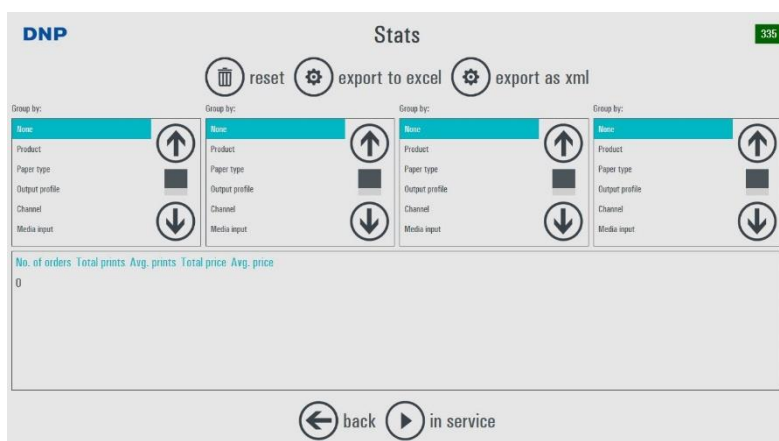 DNP
Stats
335
reset export to excel export as xml
Group by: Group by: Group by: Group by:
None None None None
Product Product Product Product
Paper type Paper type Paper type Paper type
Output profile Output profile Output profile Output profile
Channel Channel Channel Channel
Media input Media input Media input Media input
No. of orders Total prints Avg. prints Total price Avg. price
0
back in service